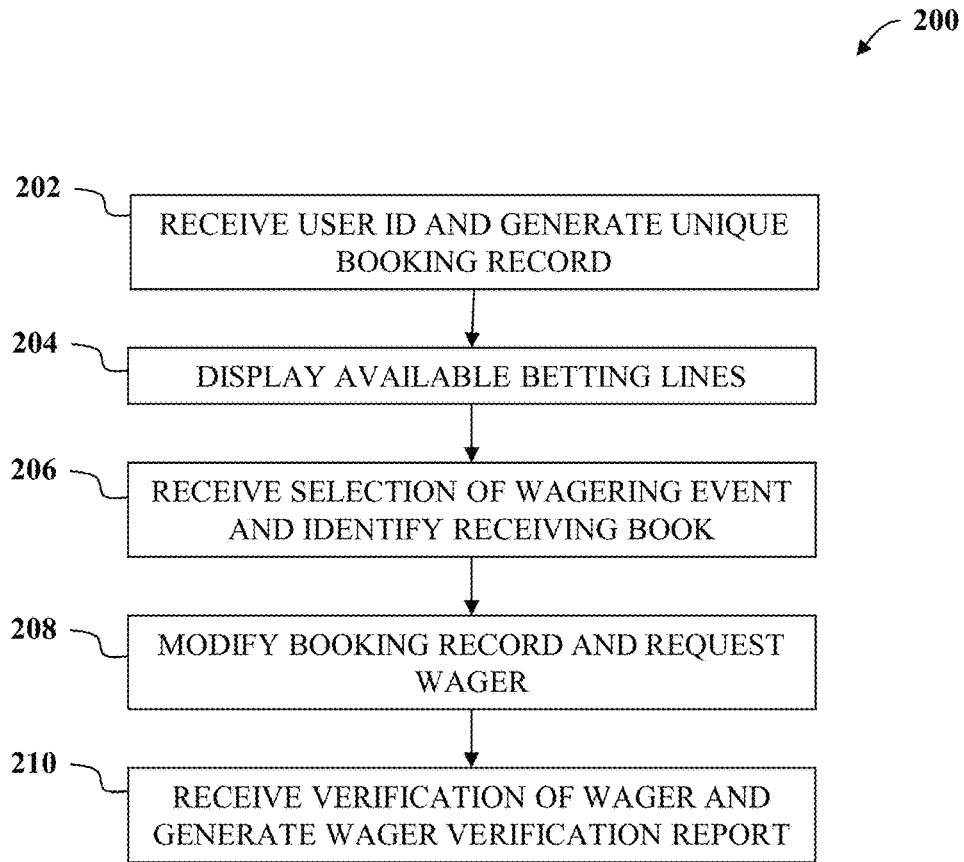 200
202
RECEIVE USER ID AND GENERATE UNIQUE
BOOKING RECORD
204
DISPLAY AVAILABLE BETTING LINES
206
RECEIVE SELECTION OF WAGERING EVENT
AND IDENTIFY RECEIVING BOOK
208
MODIFY BOOKING RECORD AND REQUEST
WAGER
210
RECEIVE VERIFICATION OF WAGER AND
GENERATE WAGER VERIFICATION REPORT